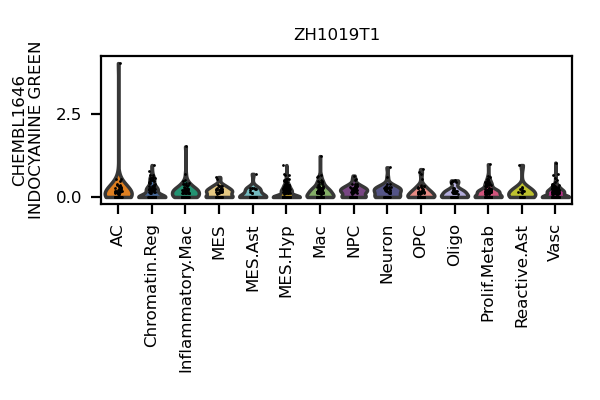 ZH1019T1
CHEMBL1646
INDOCYANINE GREEN
2.5
0.0
AC
Chromatin.Reg
Inflammatory.Mac
MES
MES.Ast
MES.Hyp
Mac
NPC
Neuron
OPC
Oligo
Prolif.Metab
Reactive.Ast
Vasc